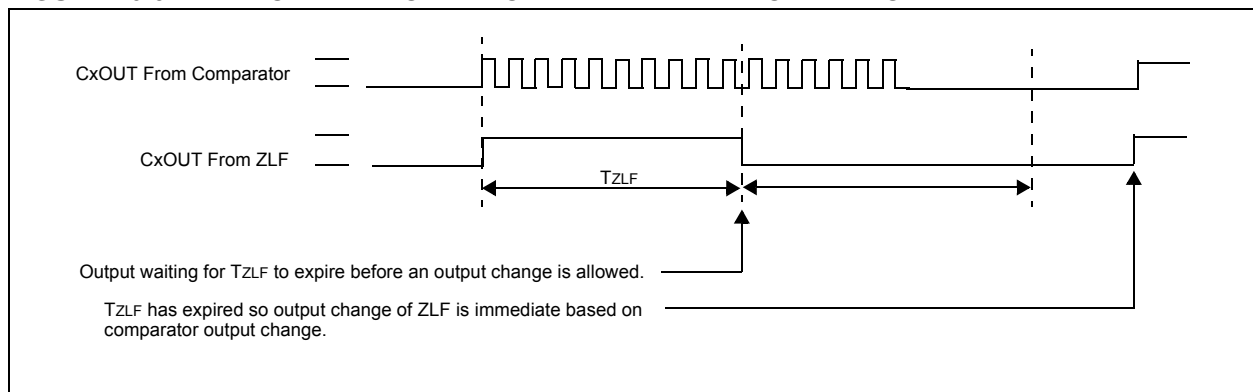 CxOUT From Comparator
CxOUT From ZLF
TZLF
Output waiting for TZLF to expire before an output change is allowed.
TZLF has expired so output change of ZLF is immediate based on
comparator output change.